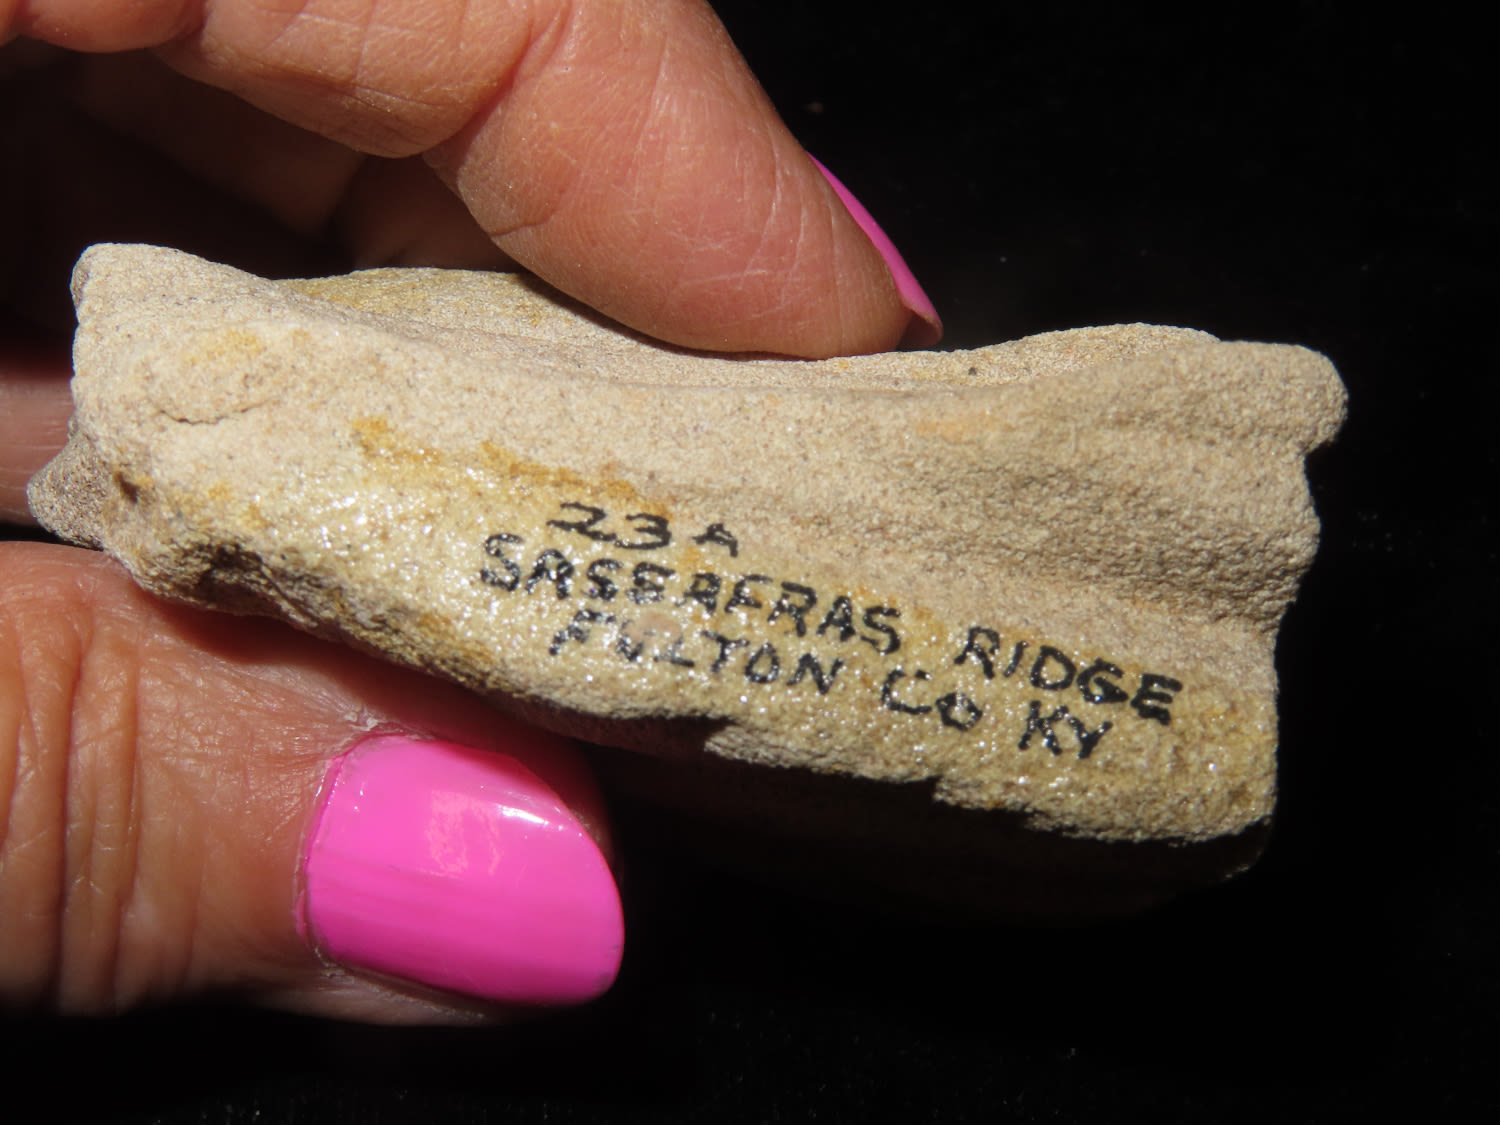 23A
SASSAFRAS RIDGE
FULTON CO KY